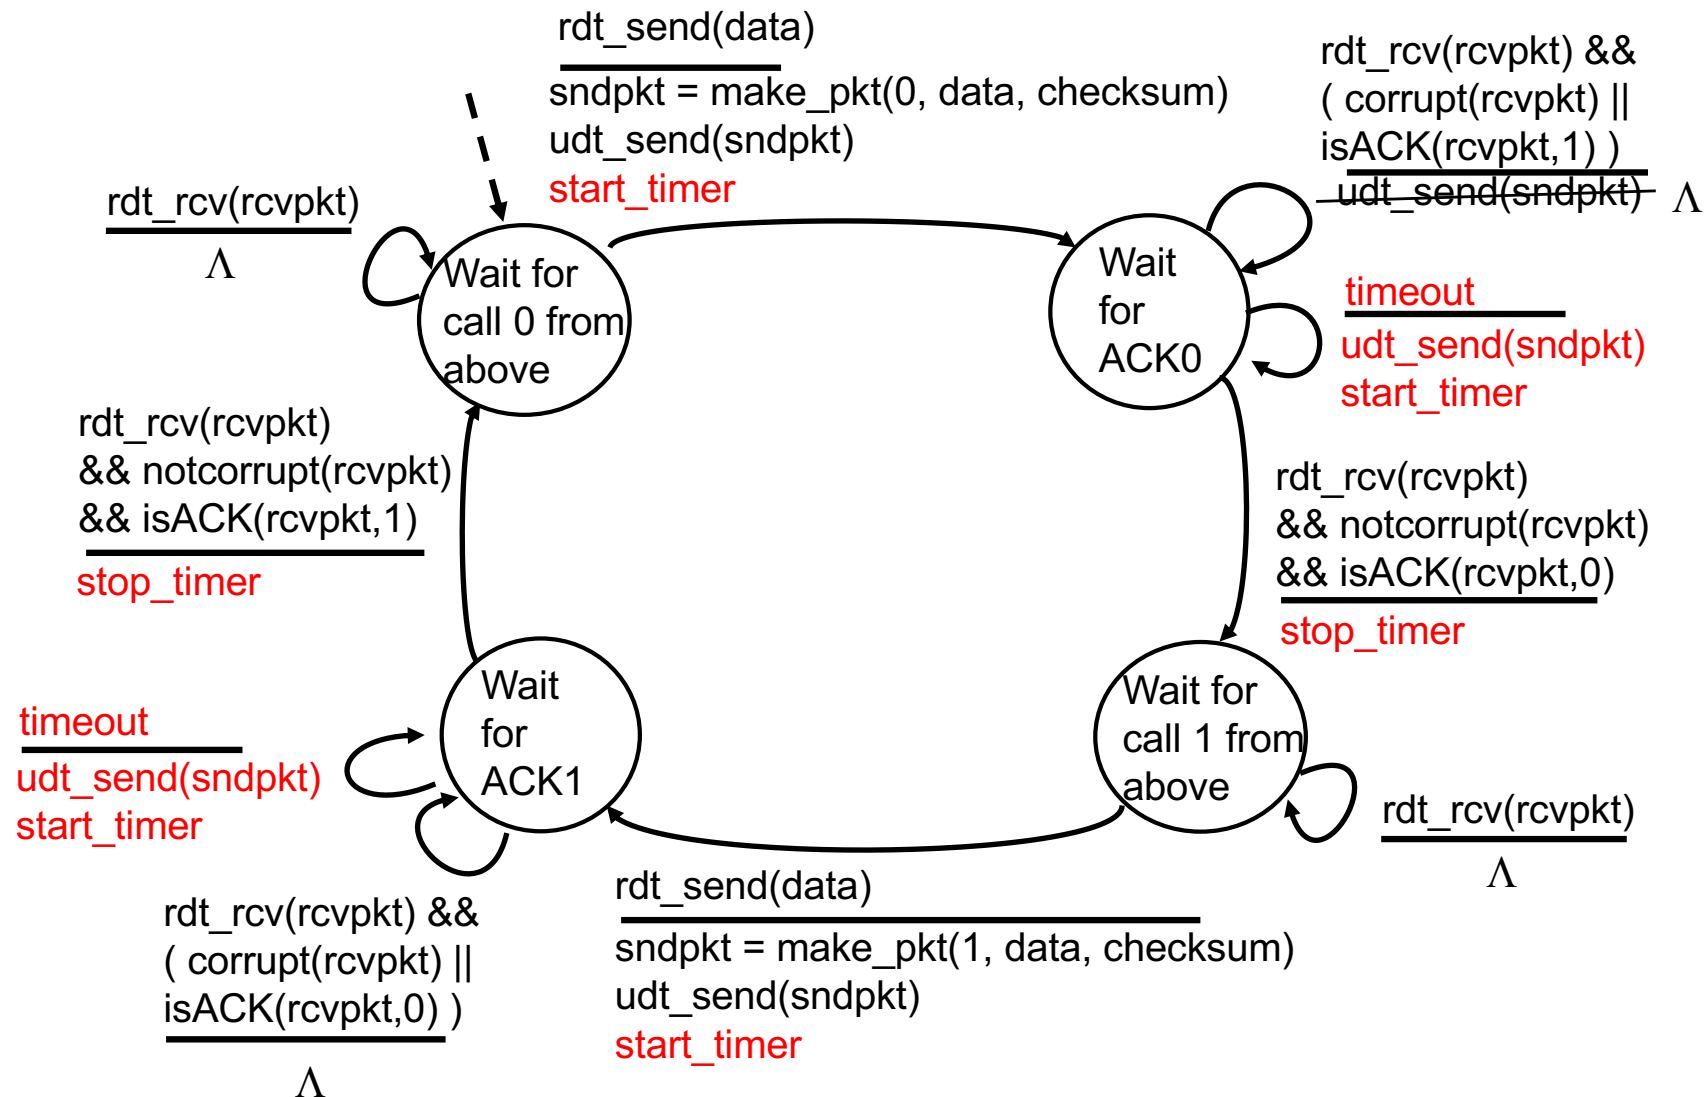 rdt_send(data)
sndpkt = make_pkt(0, data, checksum)
udt_send(sndpkt)
start_timer
rdt_rcv(rcvpkt) &&
( corrupt(rcvpkt) ||
isACK(rcvpkt,1) )
udt_send(sndpkt)
Λ
rdt_rcv(rcvpkt)
Λ
Wait for
call 0 from
above
Wait
for
ACK0
timeout
udt_send(sndpkt)
start_timer
rdt_rcv(rcvpkt)
&& notcorrupt(rcvpkt)
&& isACK(rcvpkt,1)
stop_timer
rdt_rcv(rcvpkt)
&& notcorrupt(rcvpkt)
&& isACK(rcvpkt,0)
stop_timer
Wait
for
ACK1
Wait for
call 1 from
above
timeout
udt_send(sndpkt)
start_timer
rdt_rcv(rcvpkt)
Λ
rdt_rcv(rcvpkt) &&
( corrupt(rcvpkt) ||
isACK(rcvpkt,0) )
Λ
rdt_send(data)
sndpkt = make_pkt(1, data, checksum)
udt_send(sndpkt)
start_timer